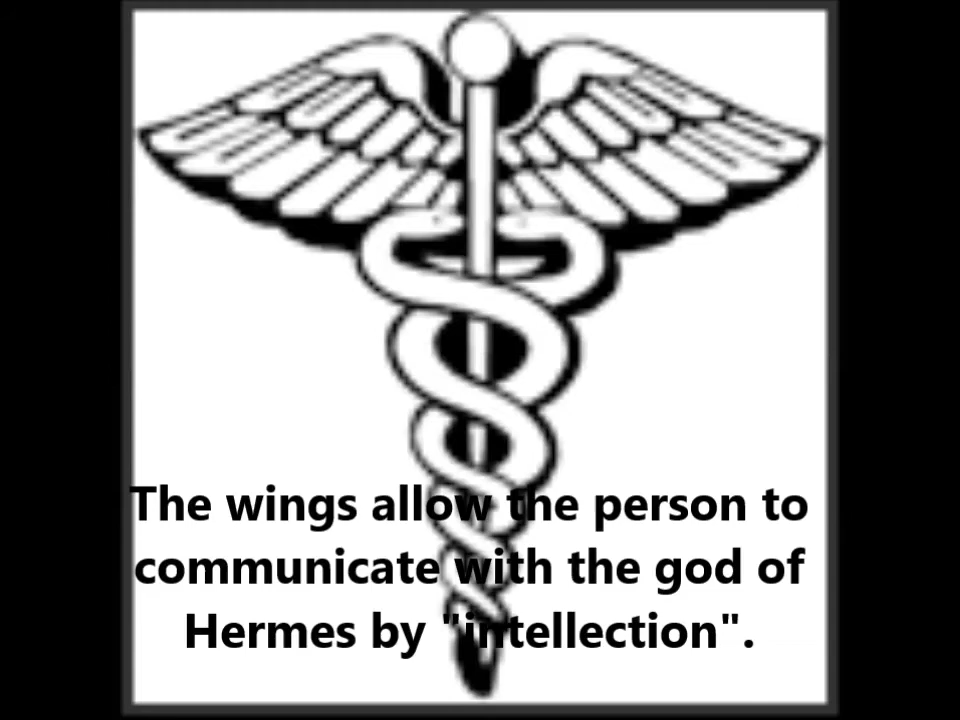 The wings allow the person to
communicate with the god of
Hermes by "intellection".